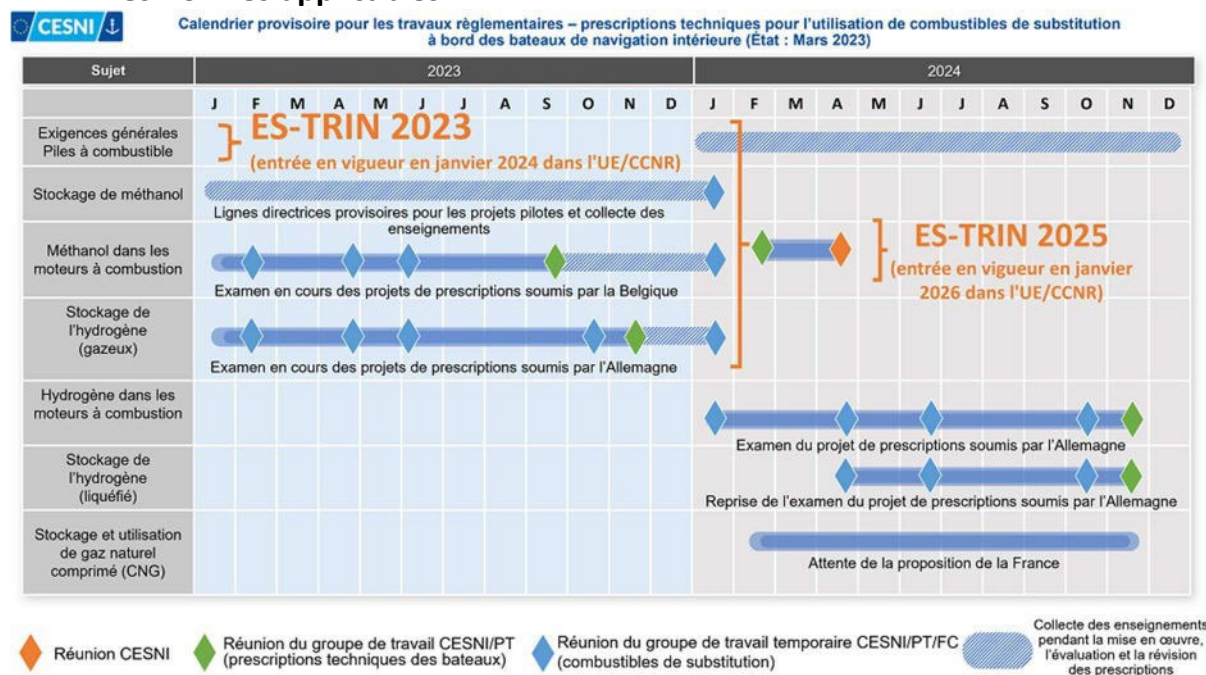 CESNI
Calendrier provisoire pour les travaux règlementaires – prescriptions techniques pour l'utilisation de combustibles de substitution
à bord des bateaux de navigation intérieure (État : Mars 2023)
Sujet 2023 2024
J F M A M J J A S O N D J F M A M J J A S O N D
Exigences générales
Piles à combustible
ES-TRIN 2023
(entrée en vigueur en janvier 2024 dans l'UE/CCNR)
Stockage de méthanol
Lignes directrices provisoires pour les projets pilotes et collecte des
enseignements
Méthanol dans les
moteurs à combustion
Examen en cours des projets de prescriptions soumis par la Belgique
ES-TRIN 2025
(entrée en vigueur en janvier
2026 dans l'UE/CCNR)
Stockage de
l'hydrogène
(gazeux)
Examen en cours des projets de prescriptions soumis par l'Allemagne
Hydrogène dans les
moteurs à combustion
Examen du projet de prescriptions soumis par l'Allemagne
Stockage de
l'hydrogène
(liquéfié)
Reprise de l'examen du projet de prescriptions soumis par l'Allemagne
Stockage et utilisation
de gaz naturel
comprimé (CNG)
Attente de la proposition de la France
Réunion CESNI
Réunion du groupe de travail CESNI/PT
(prescriptions techniques des bateaux)
Réunion du groupe de travail temporaire CESNI/PT/FC
(combustibles de substitution)
Collecte des enseignements
pendant la mise en œuvre,
l'évaluation et la révision
des prescriptions